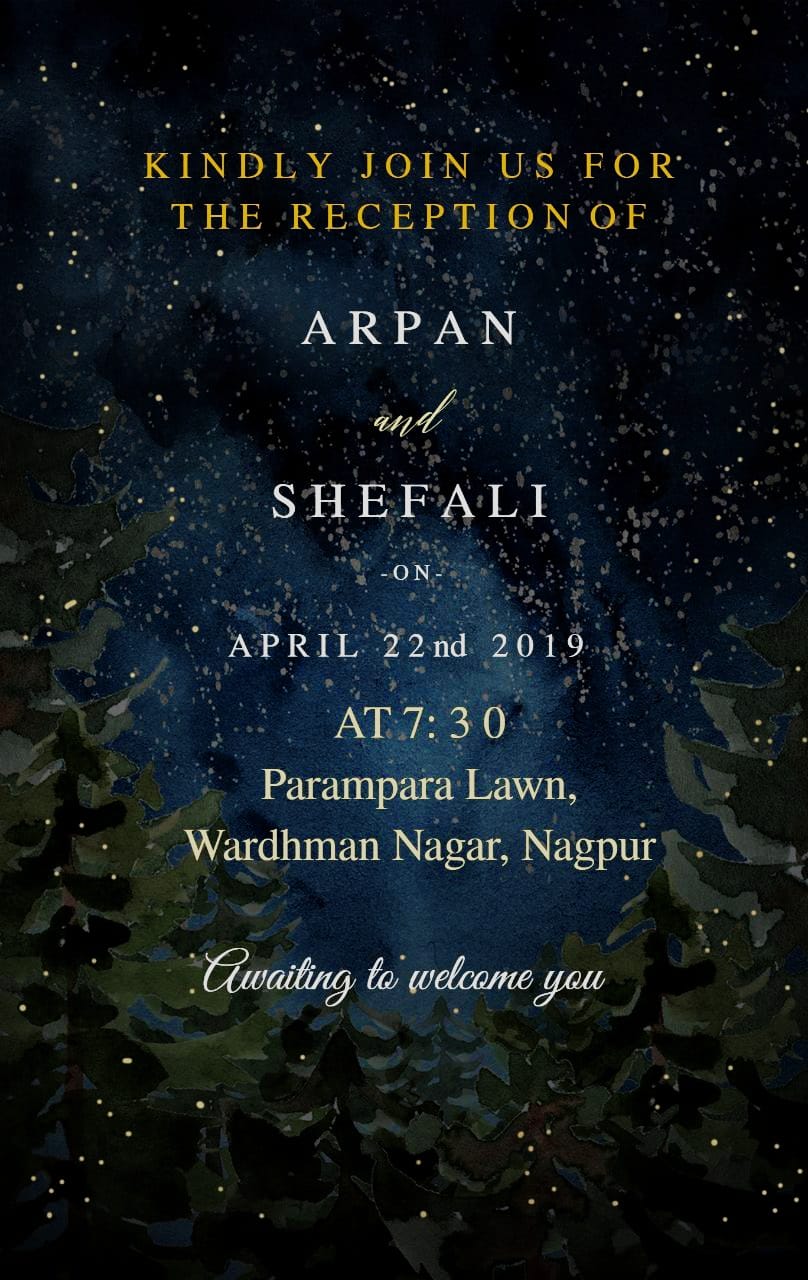 KINDLY JOIN US FOR
THE RECEPTION OF
ARPAN
and
SHEFALI
-ON-
APRIL 22nd 2019
AT 7: 3 0
Parampara Lawn,
Wardhman Nagar, Nagpur
Awaiting to welcome you